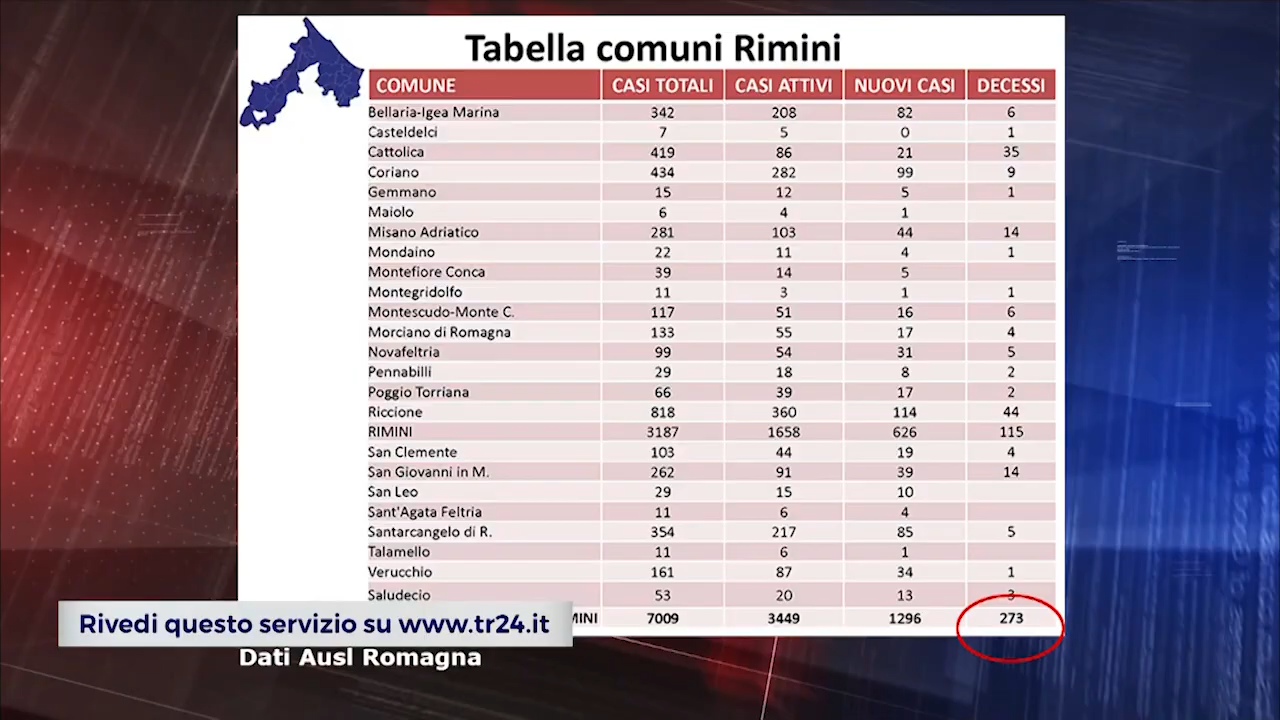 Tabella comuni Rimini
COMUNE CASI TOTALI CASI ATTIVI NUOVI CASI DECESSI
Bellaria-Igea Marina 342 208 82 6
Casteldelci 7 5 0 1
Cattolica 419 86 21 35
Coriano 434 282 99 9
Gemmano 15 12 5 1
Maiolo 6 4 1
Misano Adriatico 281 103 44 14
Mondaino 22 11 4 1
Montefiore Conca 39 14 5
Montegridolfo 11 3 1 1
Montescudo-Monte C. 117 51 16 6
Morciano di Romagna 133 55 17 4
Novafeltria 99 54 31 5
Pennabilli 29 18 8 2
Poggio Torriana 66 39 17 2
Riccione 818 360 114 44
RIMINI 3187 1658 626 115
San Clemente 103 44 19 4
San Giovanni in M. 262 91 39 14
San Leo 29 15 10
Sant'Agata Feltria 11 6 4
Santarcangelo di R. 354 217 85 5
Talamello 11 6 1
Verucchio 161 87 34 1
Saludecio 53 20 13 3
MINI 7009 3449 1296 273
Rivedi questo servizio su www.tr24.it
Dati Ausl Romagna